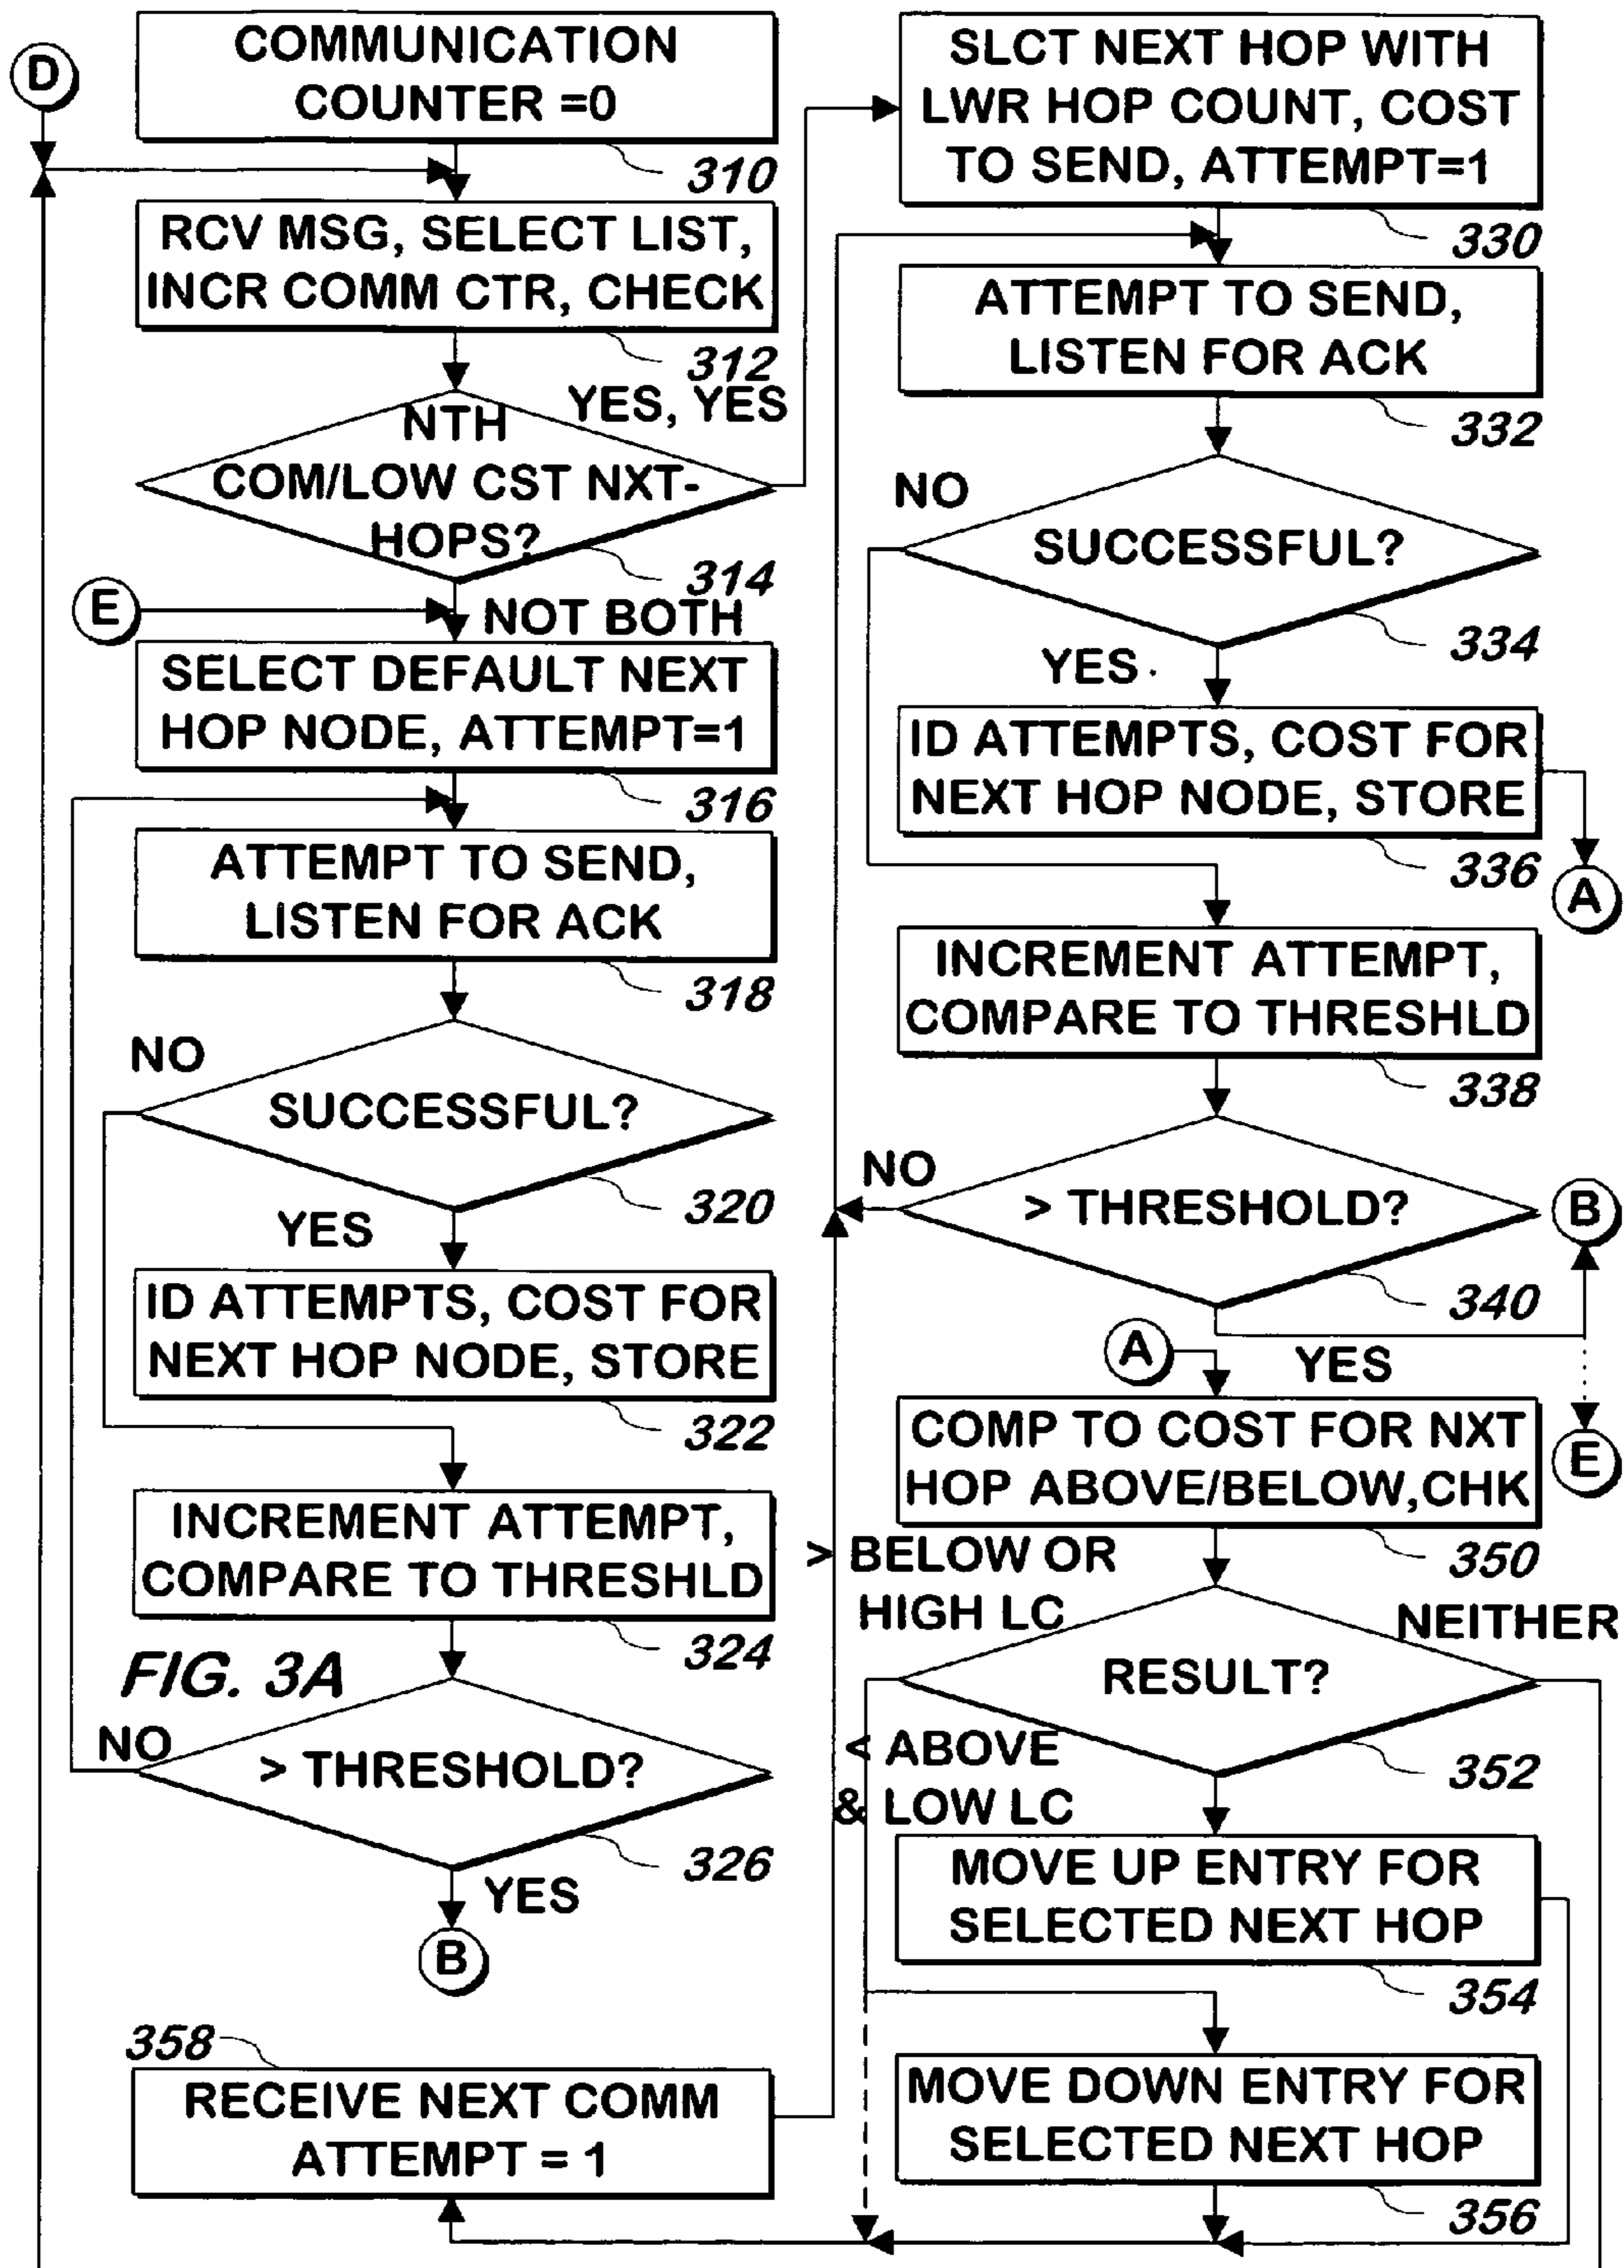 D
COMMUNICATION
COUNTER =0
310
RCV MSG, SELECT LIST,
INCR COMM CTR, CHECK
312
YES, YES
NTH
COM/LOW CST NXT-
HOPS?
314
E
NOT BOTH
SELECT DEFAULT NEXT
HOP NODE, ATTEMPT=1
316
ATTEMPT TO SEND,
LISTEN FOR ACK
318
NO
SUCCESSFUL?
320
YES
ID ATTEMPTS, COST FOR
NEXT HOP NODE, STORE
322
INCREMENT ATTEMPT,
COMPARE TO THRESHLD
324
FIG. 3A
NO
> THRESHOLD?
326
YES
B
358
RECEIVE NEXT COMM
ATTEMPT = 1
SLCT NEXT HOP WITH
LWR HOP COUNT, COST
TO SEND, ATTEMPT=1
330
ATTEMPT TO SEND,
LISTEN FOR ACK
332
NO
SUCCESSFUL?
334
YES
ID ATTEMPTS, COST FOR
NEXT HOP NODE, STORE
336
A
INCREMENT ATTEMPT,
COMPARE TO THRESHLD
338
NO
> THRESHOLD?
B
340
A
YES
COMP TO COST FOR NXT
HOP ABOVE/BELOW,CHK
E
350
> BELOW OR
HIGH LC
NEITHER
RESULT?
352
< ABOVE
& LOW LC
MOVE UP ENTRY FOR
SELECTED NEXT HOP
354
MOVE DOWN ENTRY FOR
SELECTED NEXT HOP
356